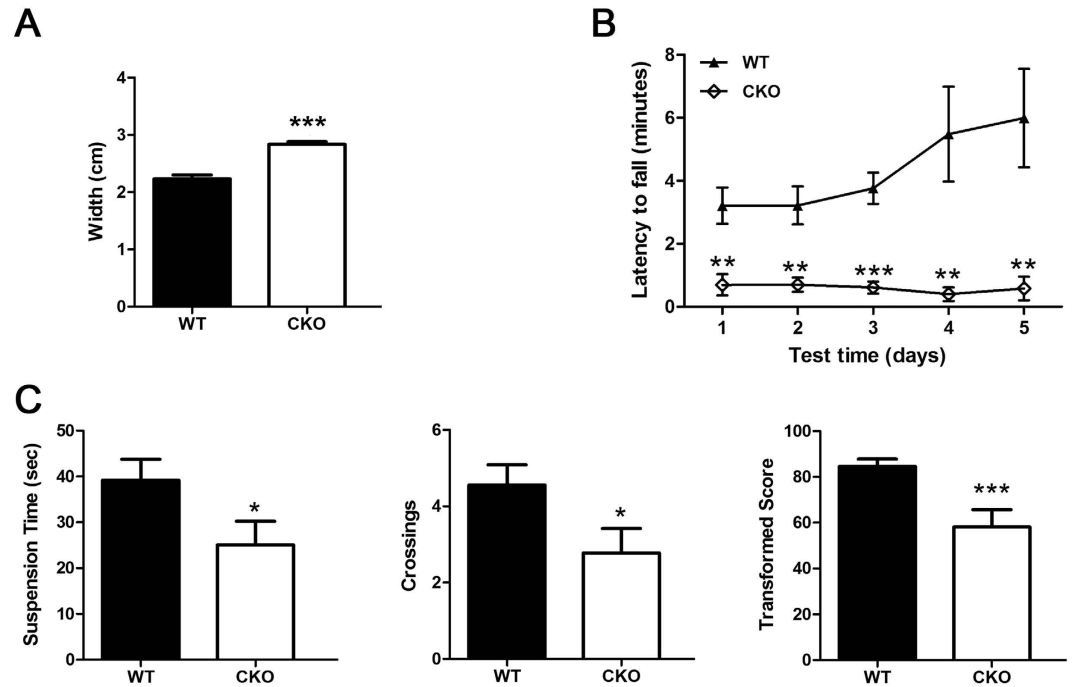 A
Width (cm)
4
3
2
1
0
***
WT
CKO
B
Latency to fall (minutes)
8
6
4
2
0
WT
CKO
** ** *** ** **
1 2 3 4 5
Test time (days)
C
Suspension Time (sec)
50
40
30
20
10
0
*
WT
CKO
Crossings
6
4
2
0
*
WT
CKO
Transformed Score
100
80
60
40
20
0
***
WT
CKO